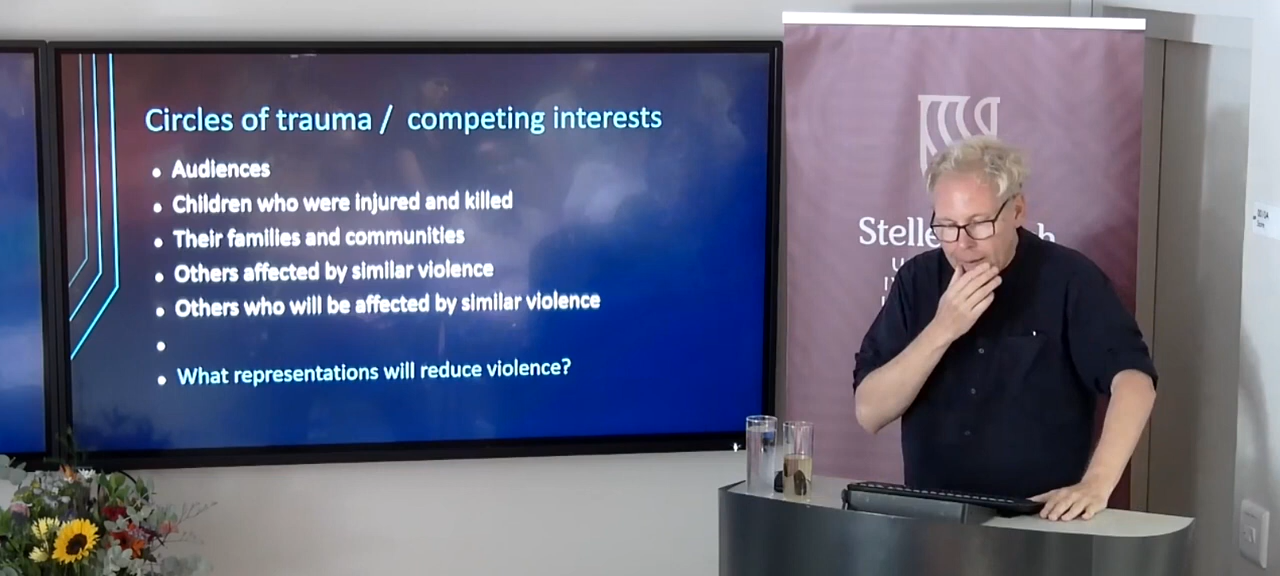 Circles of trauma / competing interests
• Audiences
• Children who were injured and killed
• Their families and communities
• Others affected by similar violence
• Others who will be affected by similar violence
•
• What representations will reduce violence?